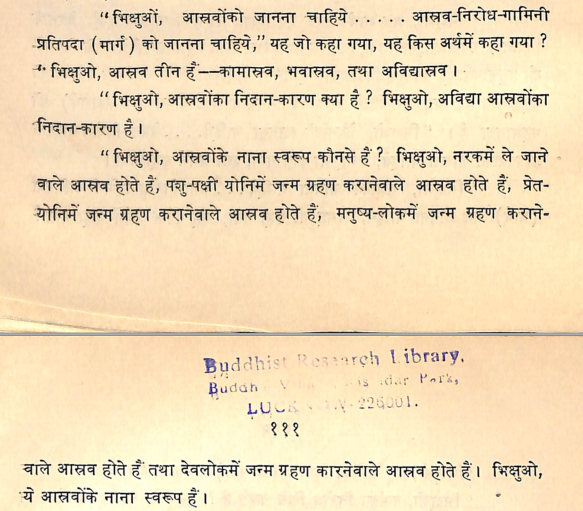 “भिक्षुओं, आस्रवोंको जानना चाहिये . . . . . . आस्रव-निरोध-गामिनी
प्रतिपदा (मार्ग) को जानना चाहिये,” यह जो कहा गया, यह किस अर्थमें कहा गया ?
“भिक्षुओ, आस्रव तीन हैं—कामास्रव, भवास्रव, तथा अविद्यास्रव ।
“भिक्षुओं, आस्रवोंका निदान-कारण क्या है ? भिक्षुओ, अविद्या आस्रवोंका
निदान-कारण है ।
“भिक्षुओ, आस्रवोंके नाना स्वरूप कौनसे हैं ? भिक्षुओ, नरकमें ले जाने
वाले आस्रव होते हैं, पशु-पक्षी योनिमें जन्म ग्रहण करानेवाले आस्रव होते हैं, प्रेत-
योनिमें जन्म ग्रहण करानेवाले आस्रव होते हैं, मनुष्य-लोकमें जन्म ग्रहण कराने-
Buddhist Research Library,
Park,
226001.
१११
वाले आस्रव होते हैं तथा देवलोकमें जन्म ग्रहण कारनेवाले आस्रव होते हैं । भिक्षुओ,
ये आस्रवोंके नाना स्वरूप हैं ।